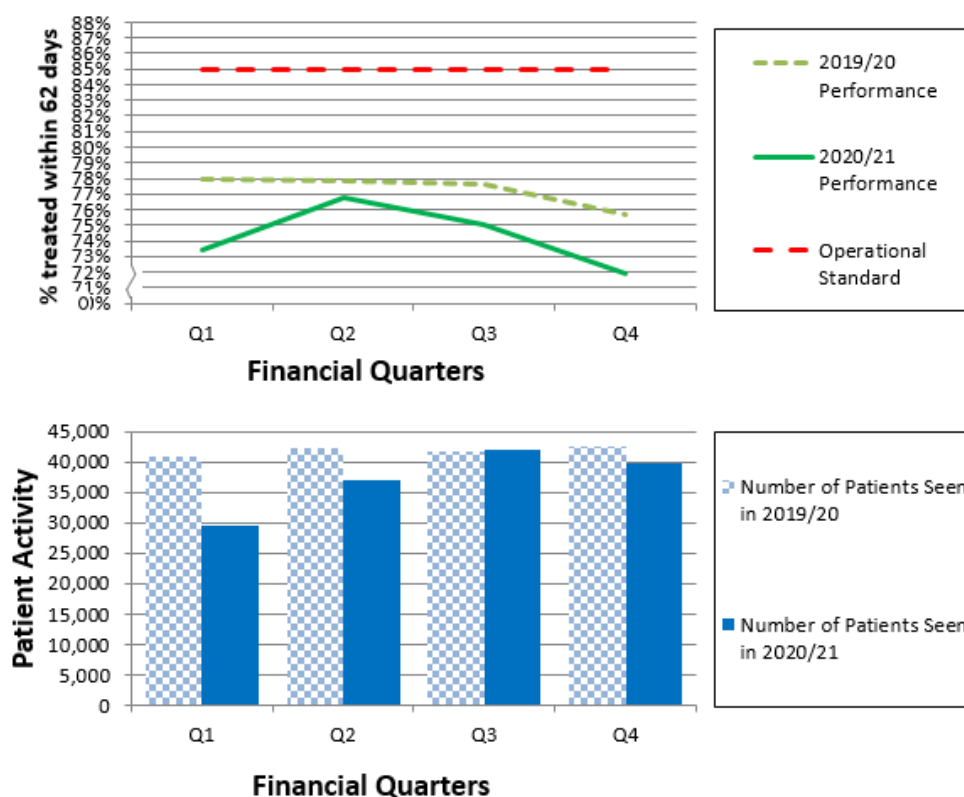 88%
87%
86%
85%
84%
83%
82%
81%
80%
79%
78%
77%
76%
75%
74%
73%
72%
71%
0)%
% treated within 62 days
Q1 Q2 Q3 Q4
Financial Quarters
2019/20
Performance
2020/21
Performance
Operational
Standard
45,000
40,000
35,000
30,000
25,000
20,000
15,000
10,000
5,000
0
Patient Activity
Q1 Q2 Q3 Q4
Financial Quarters
Number of Patients Seen
in 2019/20
Number of Patients Seen
in 2020/21